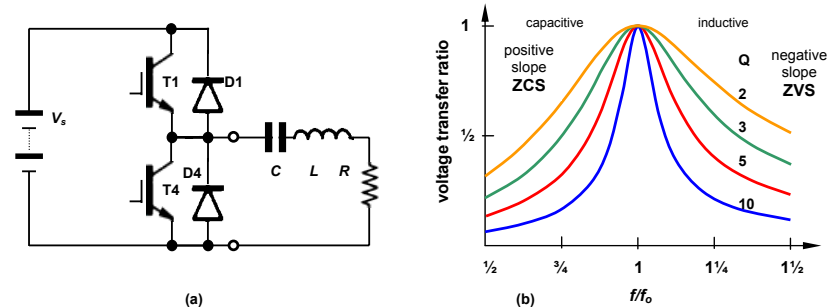 T1
D1
Vs
T4
D4
C
L
R
(a)
voltage transfer ratio
1
½
capacitive
inductive
positive
slope
ZCS
negative
slope
ZVS
Q
2
3
5
10
½
¾
1
1¼
1½
f/fo
(b)